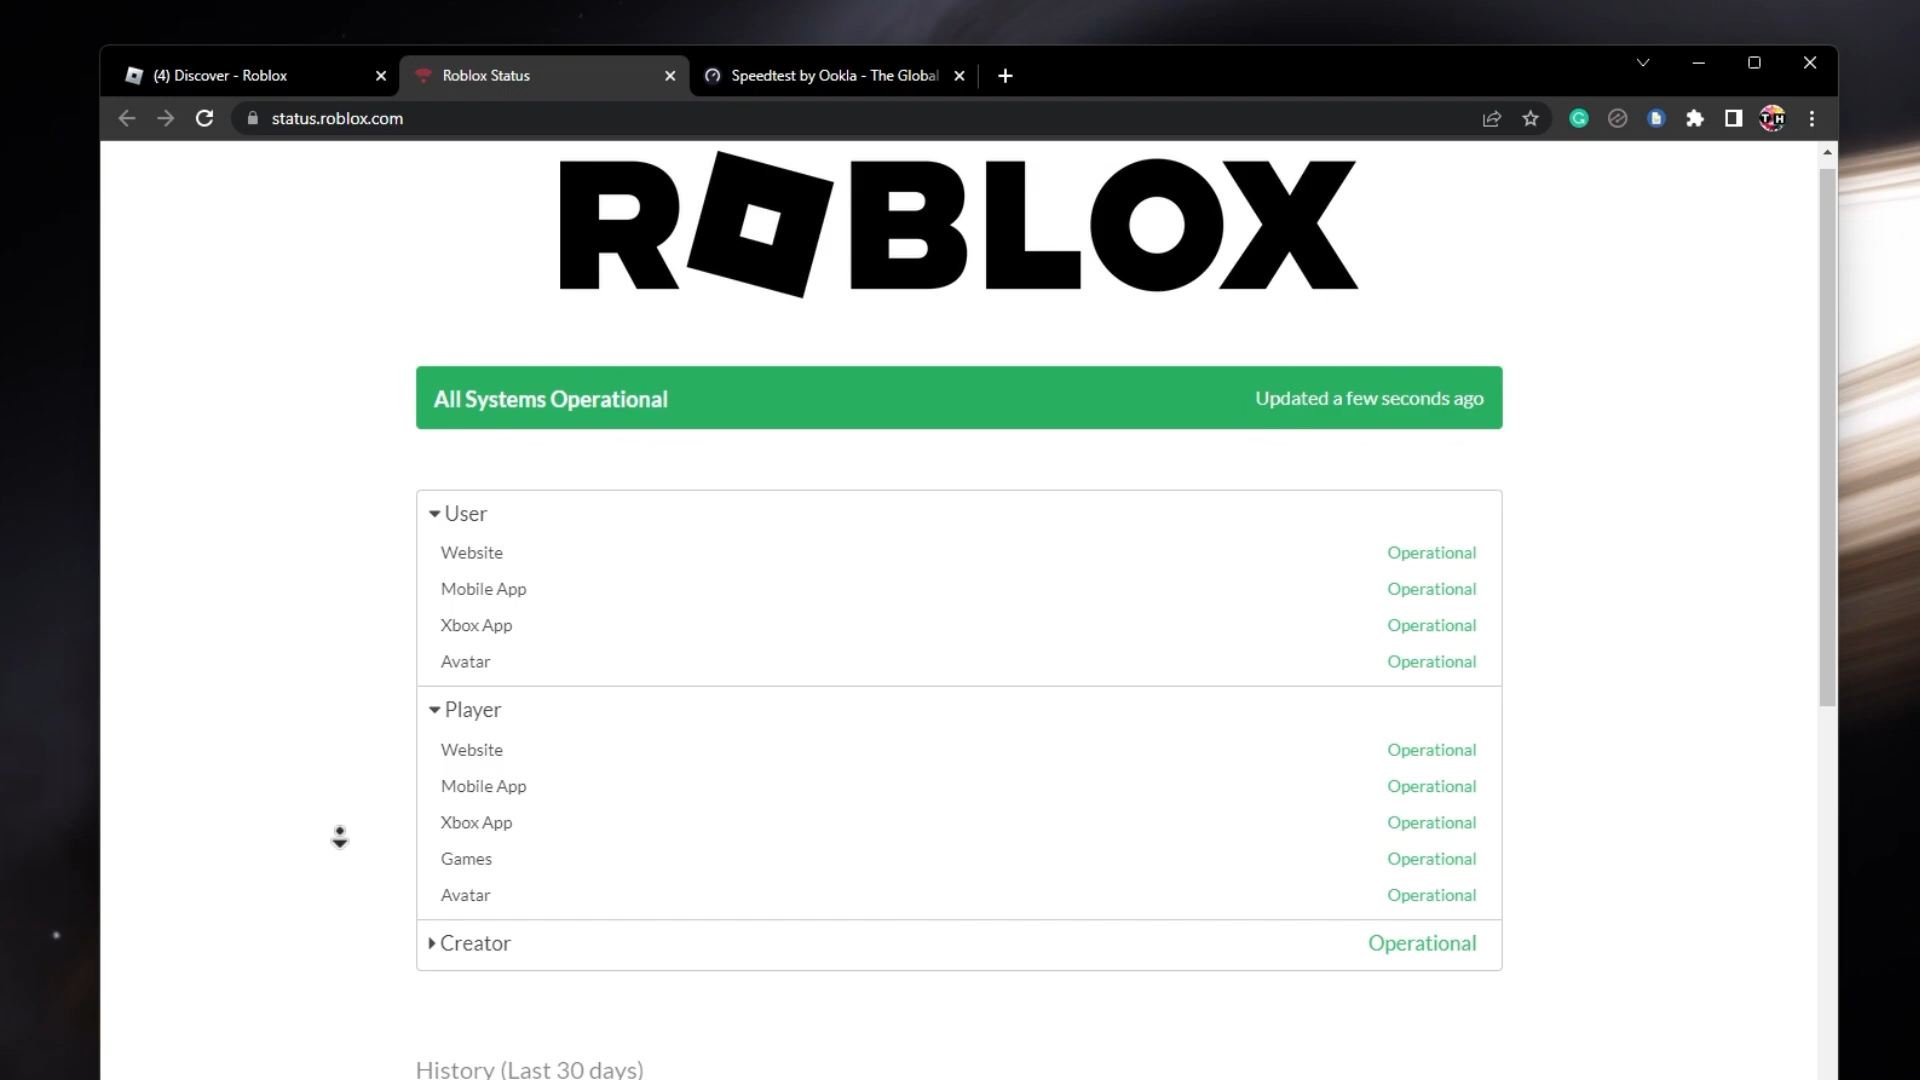 (4) Discover - Roblox
Roblox Status
Speedtest by Ookla - The Global
status.roblox.com
ROBLOX
All Systems Operational
Updated a few seconds ago
User
Website Operational
Mobile App Operational
Xbox App Operational
Avatar Operational
Player
Website Operational
Mobile App Operational
Xbox App Operational
Games Operational
Avatar Operational
Creator Operational
History (Last 30 days)